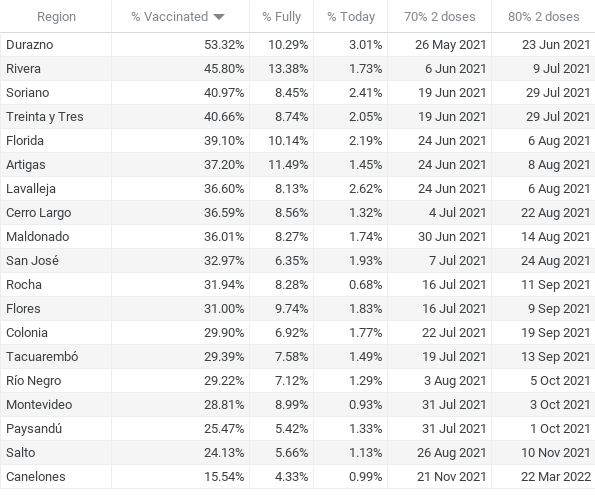 Region % Vaccinated % Fully % Today 70% 2 doses 80% 2 doses
Durazno 53.32% 10.29% 3.01% 26 May 2021 23 Jun 2021
Rivera 45.80% 13.38% 1.73% 6 Jun 2021 9 Jul 2021
Soriano 40.97% 8.45% 2.41% 19 Jun 2021 29 Jul 2021
Treinta y Tres 40.66% 8.74% 2.05% 19 Jun 2021 29 Jul 2021
Florida 39.10% 10.14% 2.19% 24 Jun 2021 6 Aug 2021
Artigas 37.20% 11.49% 1.45% 24 Jun 2021 8 Aug 2021
Lavalleja 36.60% 8.13% 2.62% 24 Jun 2021 6 Aug 2021
Cerro Largo 36.59% 8.56% 1.32% 4 Jul 2021 22 Aug 2021
Maldonado 36.01% 8.27% 1.74% 30 Jun 2021 14 Aug 2021
San José 32.97% 6.35% 1.93% 7 Jul 2021 24 Aug 2021
Rocha 31.94% 8.28% 0.68% 16 Jul 2021 11 Sep 2021
Flores 31.00% 9.74% 1.83% 16 Jul 2021 9 Sep 2021
Colonia 29.90% 6.92% 1.77% 22 Jul 2021 19 Sep 2021
Tacuarembó 29.39% 7.58% 1.49% 19 Jul 2021 13 Sep 2021
Río Negro 29.22% 7.12% 1.29% 3 Aug 2021 5 Oct 2021
Montevideo 28.81% 8.99% 0.93% 31 Jul 2021 3 Oct 2021
Paysandú 25.47% 5.42% 1.33% 31 Jul 2021 1 Oct 2021
Salto 24.13% 5.66% 1.13% 26 Aug 2021 10 Nov 2021
Canelones 15.54% 4.33% 0.99% 21 Nov 2021 22 Mar 2022